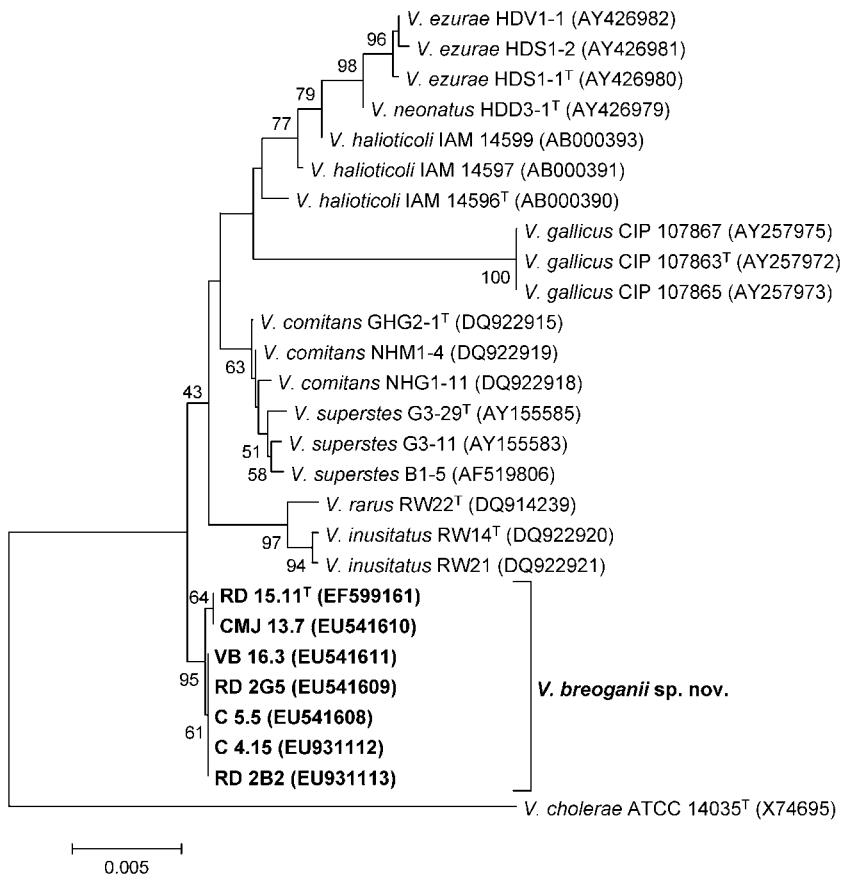 V. ezurae HDV1-1 (AY426982)
96
V. ezurae HDS1-2 (AY426981)
98
V. ezurae HDS1-1ᵀ (AY426980)
79
V. neonatus HDD3-1ᵀ (AY426979)
77
V. halioticoli IAM 14599 (AB000393)
V. halioticoli IAM 14597 (AB000391)
V. halioticoli IAM 14596ᵀ (AB000390)
V. gallicus CIP 107867 (AY257975)
V. gallicus CIP 107863ᵀ (AY257972)
100
V. gallicus CIP 107865 (AY257973)
V. comitans GHG2-1ᵀ (DQ922915)
V. comitans NHM1-4 (DQ922919)
63
V. comitans NHG1-11 (DQ922918)
43
V. superstes G3-29ᵀ (AY155585)
V. superstes G3-11 (AY155583)
51
V. superstes B1-5 (AF519806)
58
V. rarus RW22ᵀ (DQ914239)
V. inusitatus RW14ᵀ (DQ922920)
97
V. inusitatus RW21 (DQ922921)
94
64
RD 15.11ᵀ (EF599161)
CMJ 13.7 (EU541610)
VB 16.3 (EU541611)
95
RD 2G5 (EU541609)
V. breoganii sp. nov.
C 5.5 (EU541608)
61
C 4.15 (EU931112)
RD 2B2 (EU931113)
V. cholerae ATCC 14035ᵀ (X74695)
0.005